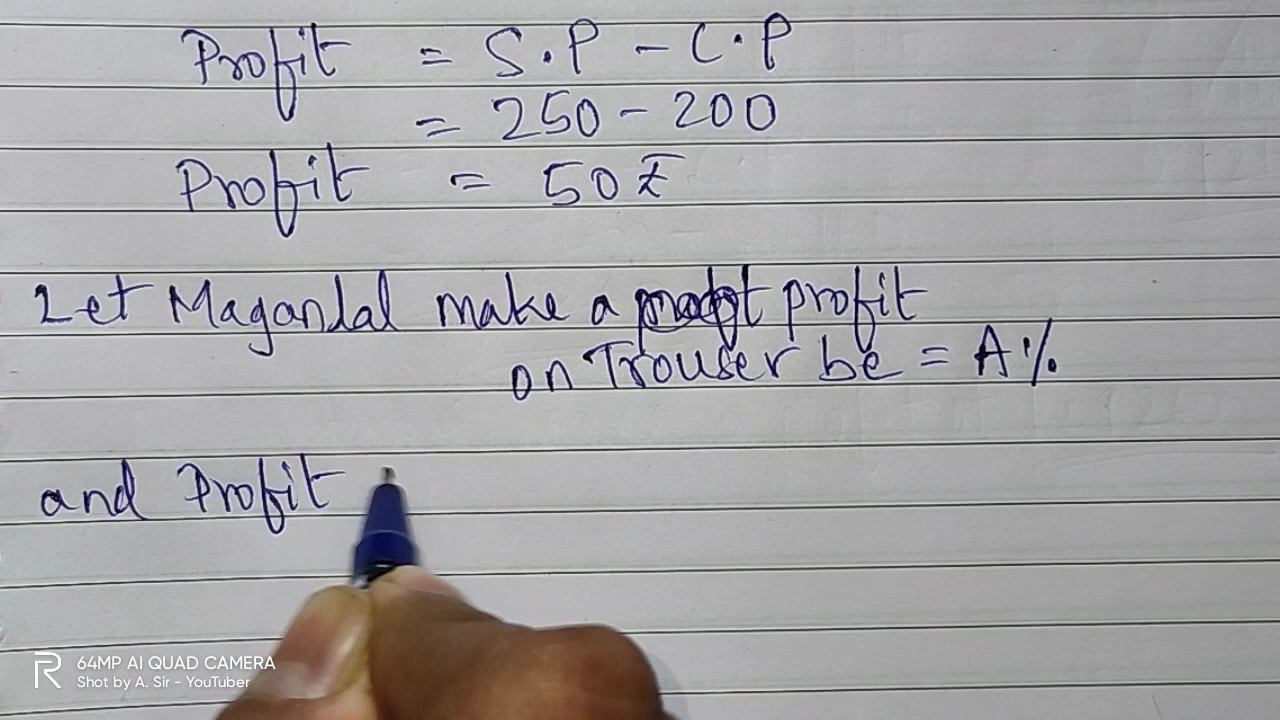 Profit = S.P - C.P
= 250 - 200
Profit = 50 ₹
Let Maganlal make a profit
on Trouser be = A%
and Profit
R 64MP AI QUAD CAMERA
Shot by A. Sir - YouTuber